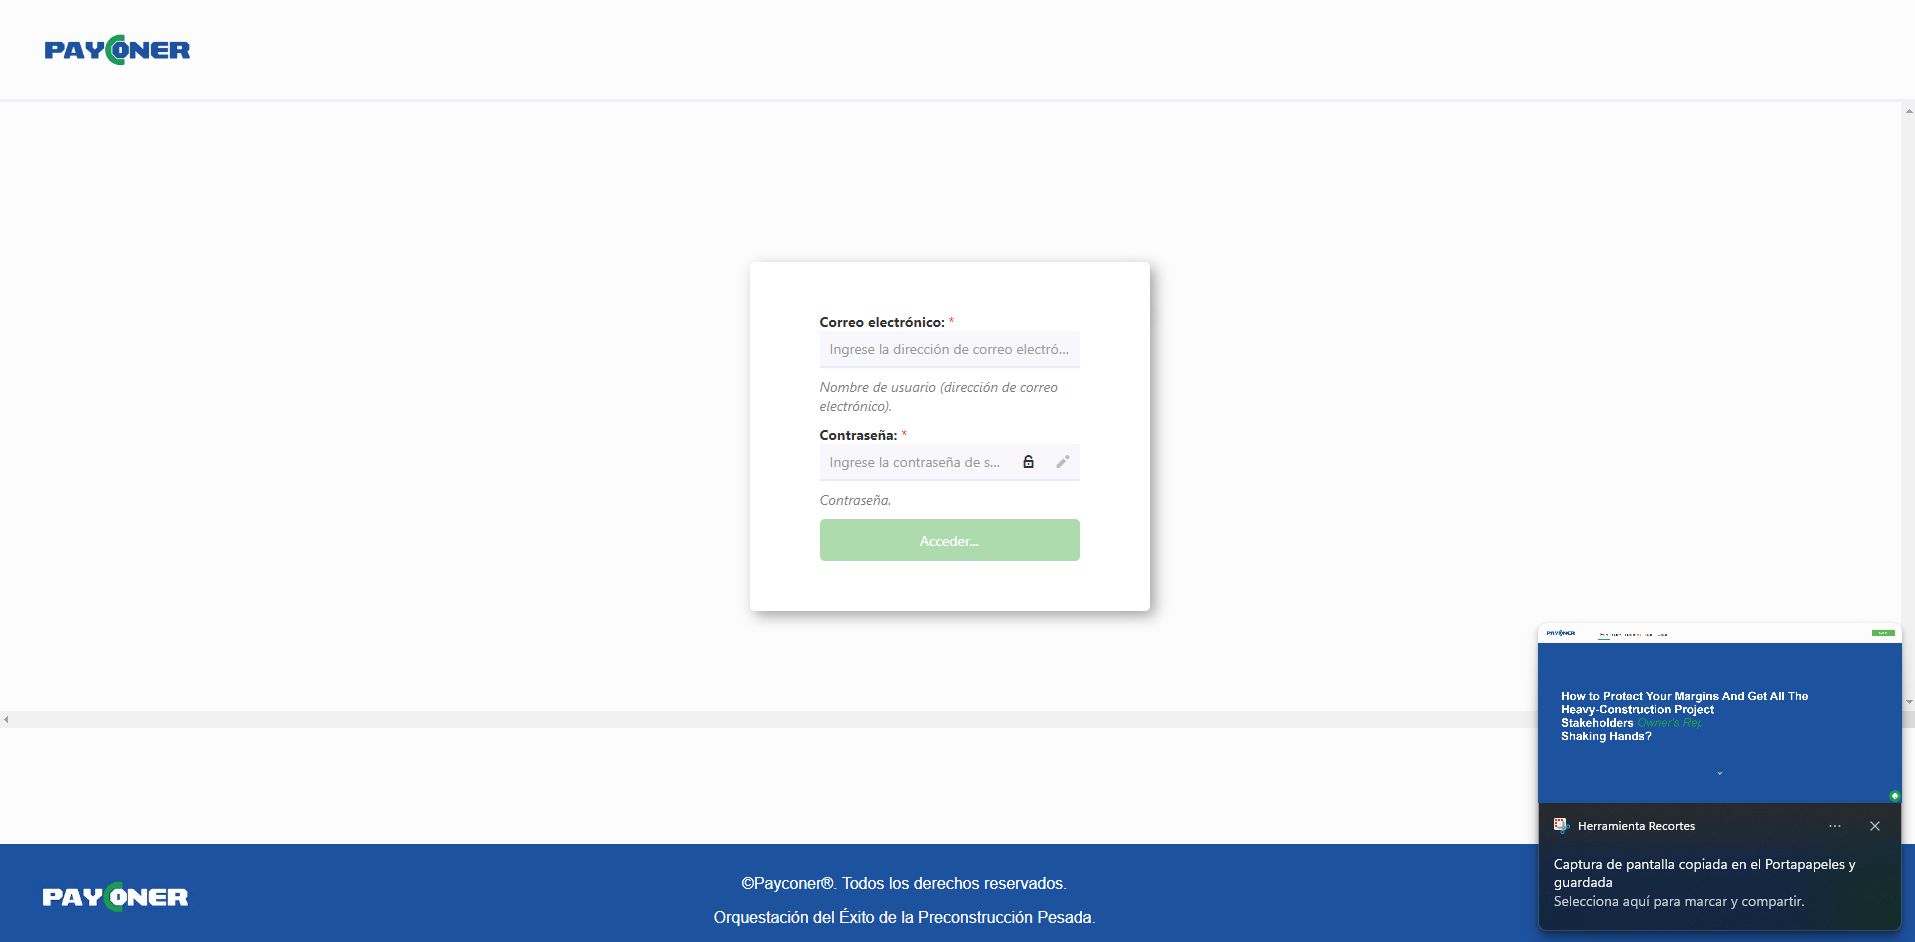 PAYCONER
Correo electrónico: *
Ingrese la dirección de correo electró...
Nombre de usuario (dirección de correo
electrónico).
Contraseña: *
Ingrese la contraseña de s...
Contraseña.
Acceder...
PAYCONER
How to Protect Your Margins And Get All The
Heavy-Construction Project
Stakeholders Owner's Rep
Shaking Hands?
Herramienta Recortes
Captura de pantalla copiada en el Portapapeles y
guardada
Selecciona aquí para marcar y compartir.
PAYCONER
©Payconer®. Todos los derechos reservados.
Orquestación del Éxito de la Preconstrucción Pesada.